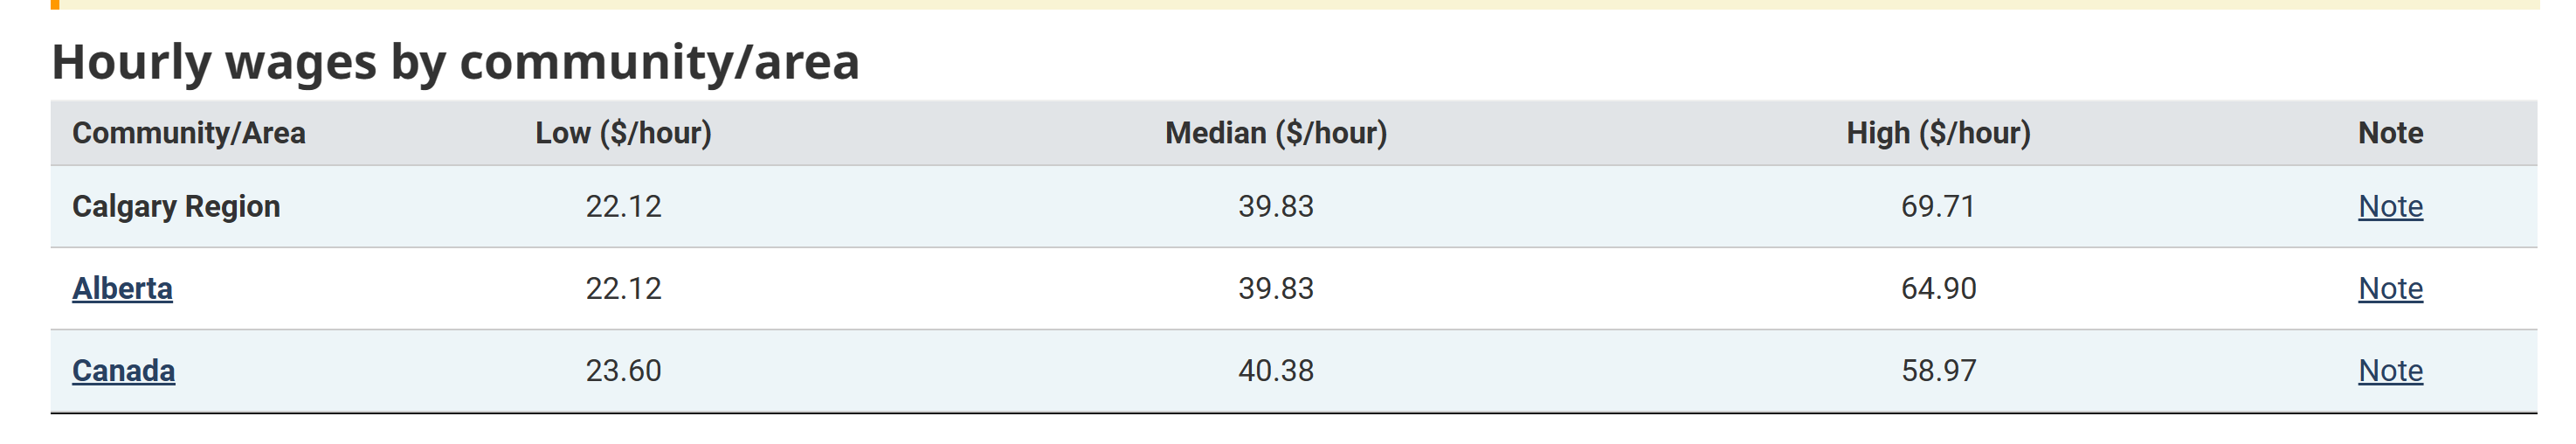 Hourly wages by community/area
Community/Area Low ($/hour) Median ($/hour) High ($/hour) Note
Calgary Region 22.12 39.83 69.71 Note
Alberta 22.12 39.83 64.90 Note
Canada 23.60 40.38 58.97 Note